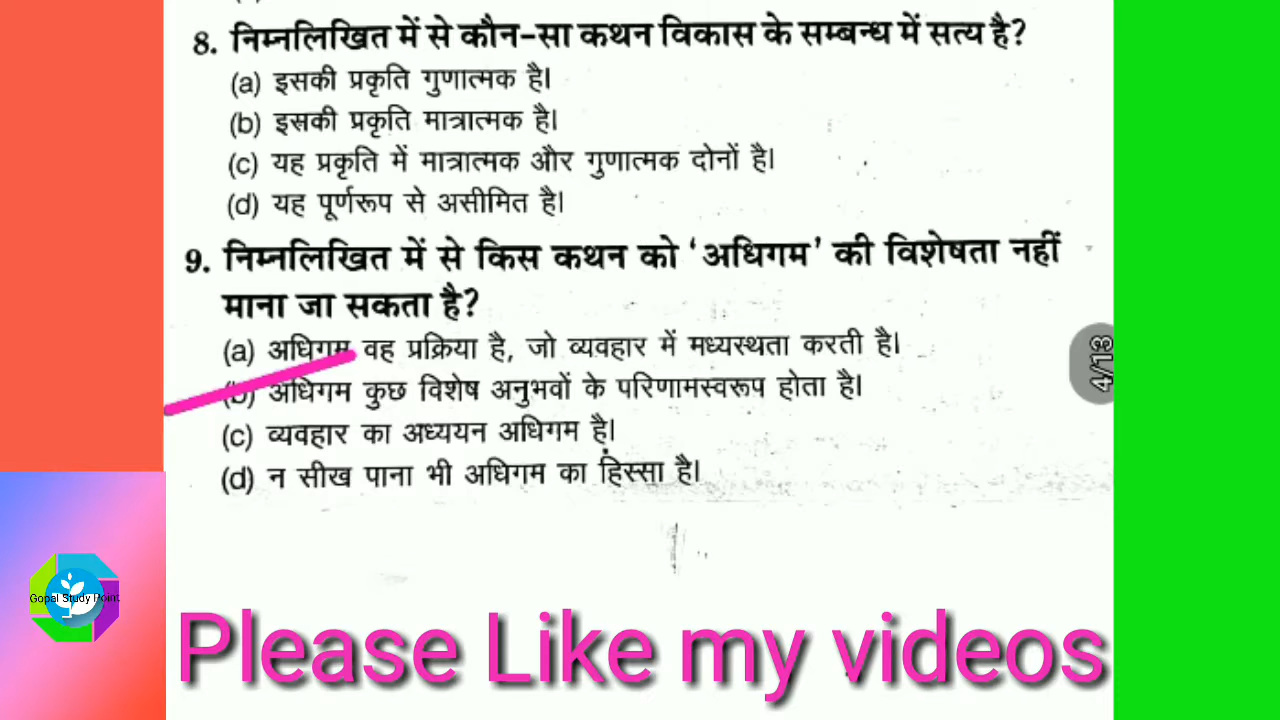 8. निम्नलिखित में से कौन-सा कथन विकास के सम्बन्ध में सत्य है?
(a) इसकी प्रकृति गुणात्मक है।
(b) इसकी प्रकृति मात्रात्मक है।
(c) यह प्रकृति में मात्रात्मक और गुणात्मक दोनों है।
(d) यह पूर्णरूप से असीमित है।
9. निम्नलिखित में से किस कथन को 'अधिगम' की विशेषता नहीं
माना जा सकता है?
(a) अधिगम वह प्रक्रिया है, जो व्यवहार में मध्यस्थता करती है।
(b) अधिगम कुछ विशेष अनुभवों के परिणामस्वरूप होता है।
(c) व्यवहार का अध्ययन अधिगम है।
(d) न सीख पाना भी अधिगम का हिस्सा है।
4/13
Gopal Study Point
Please Like my videos